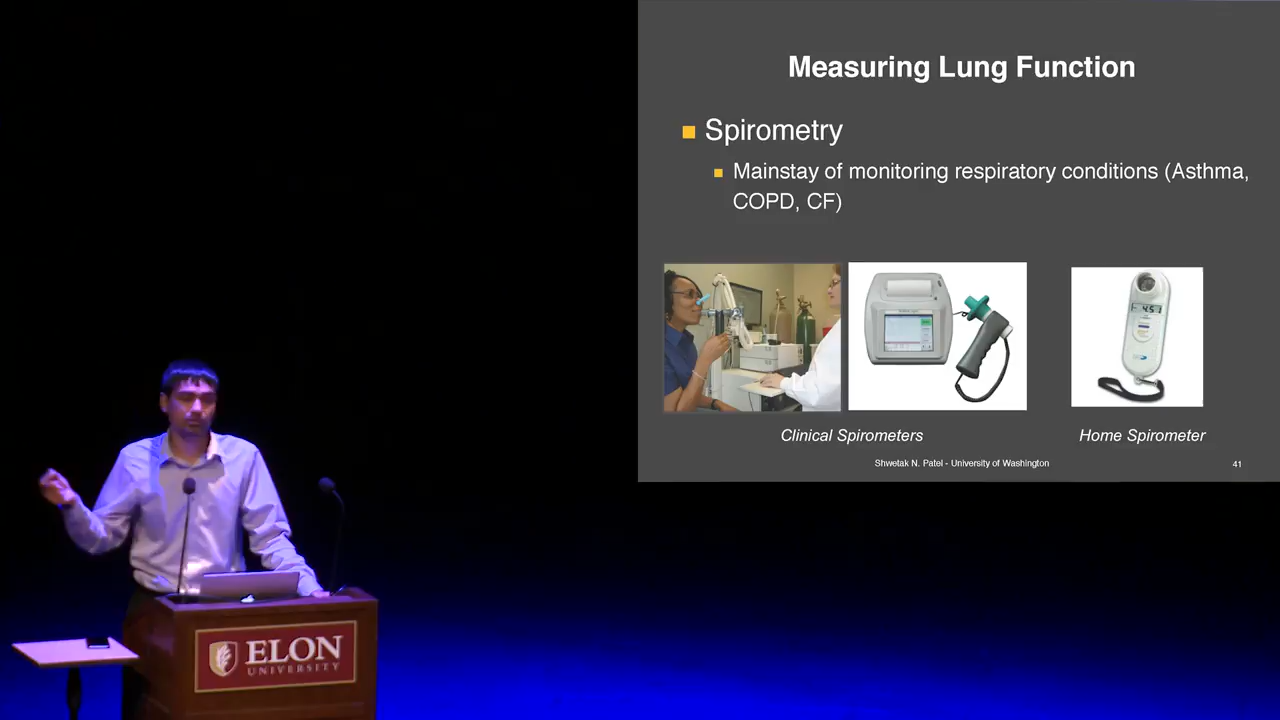 Measuring Lung Function
Spirometry
Mainstay of monitoring respiratory conditions (Asthma,
COPD, CF)
Clinical Spirometers
Home Spirometer
Shwetak N. Patel - University of Washington
41
ELON
UNIVERSITY